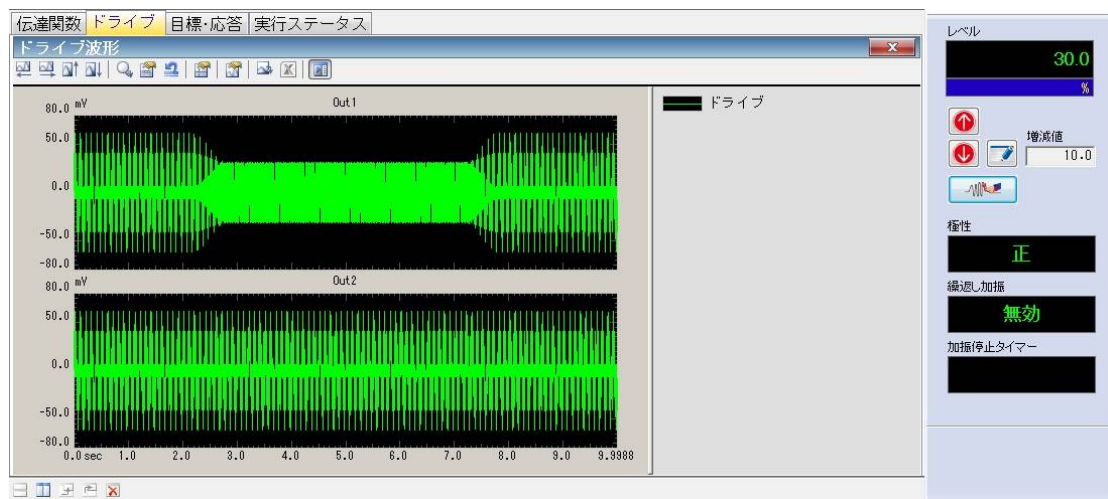 伝達関数 ドライブ 目標・応答 実行ステータス
ドライブ波形
Out1
80.0 mV
50.0
0.0
-50.0
-80.0
mV
Out2
80.0
50.0
0.0
-50.0
-80.0
0.0 sec 1.0 2.0 3.0 4.0 5.0 6.0 7.0 8.0 9.0 9.9988
ドライブ
レベル
30.0
%
増減値
10.0
極性
正
繰返し加振
無効
加振停止タイマー